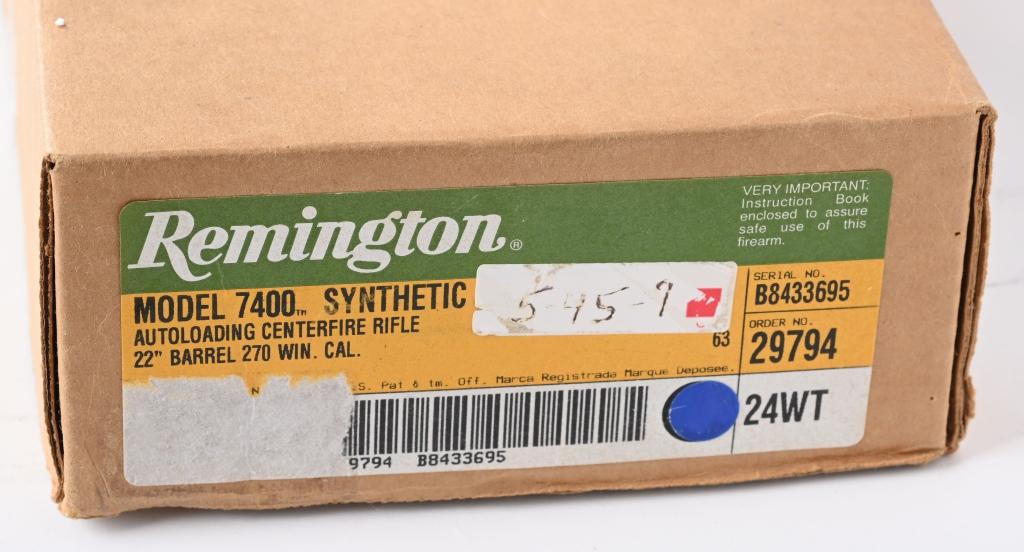 Remington®
VERY IMPORTANT:
Instruction Book
enclosed to assure
safe use of this
firearm.
MODEL 7400™ SYNTHETIC
AUTOLOADING CENTERFIRE RIFLE
22" BARREL 270 WIN. CAL.
5-45-9
63
SERIAL NO.
B8433695
ORDER NO.
29794
N
.S. Pat & tm. Off. Marca Registrada Marque Deposee.
9794 B8433695
24WT